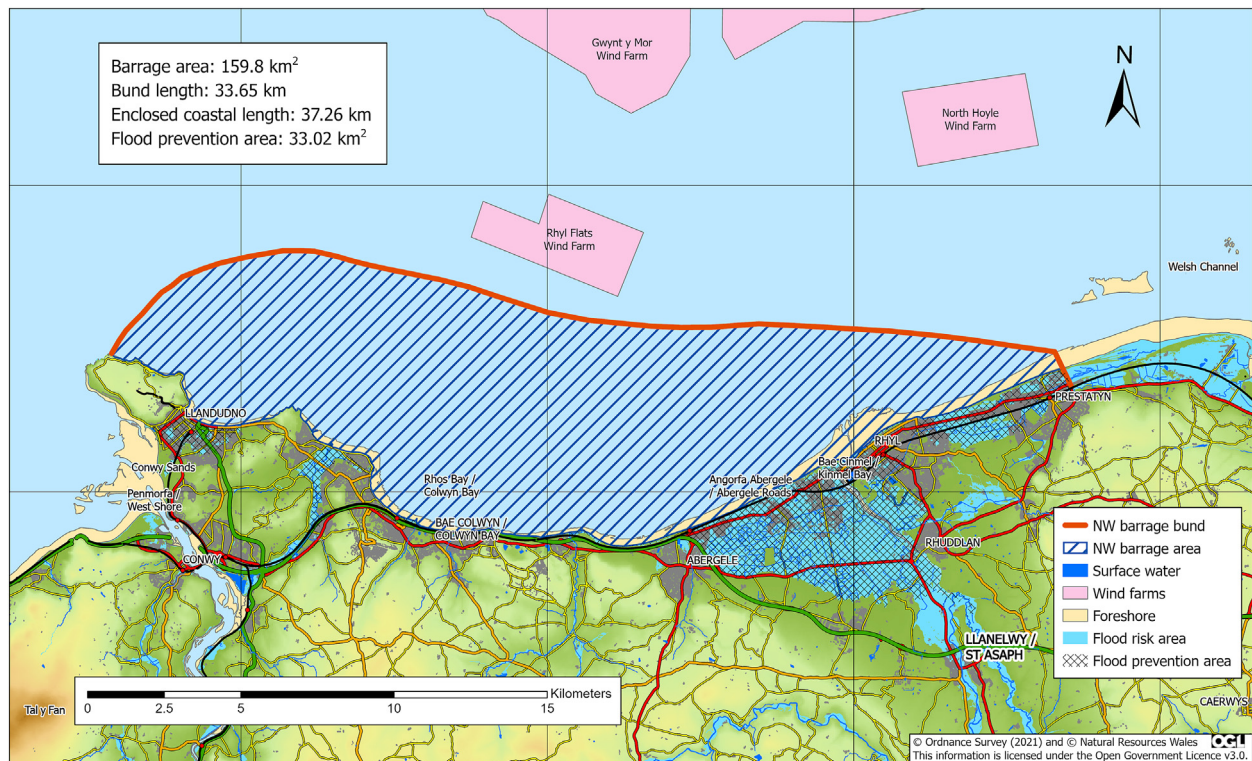 Gwynt y Mor
Wind Farm
Barrage area: 159.8 km²
Bund length: 33.65 km
Enclosed coastal length: 37.26 km
Flood prevention area: 33.02 km²
N
North Hoyle
Wind Farm
Rhyl Flats
Wind Farm
Welsh Channel
LLANDUDNO
PRESTATYN
RHYL
Conwy Sands
Bae Cinmel /
Kinmel Bay
Rhos Bay /
Colwyn Bay
Angorfa Abergele
/ Abergele Roads
Penmorfa /
West Shore
BAE COLWYN /
COLWYN BAY
CONWY
ABERGELE
RHUDDLAN
LLANELWY /
ST ASAPH
NW barrage bund
NW barrage area
Surface water
Wind farms
Foreshore
Flood risk area
Flood prevention area
Kilometers
0 2.5 5 10 15
Tal y Fan
CAERWYS
© Ordnance Survey (2021) and © Natural Resources Wales OGL
This information is licensed under the Open Government Licence v3.0.